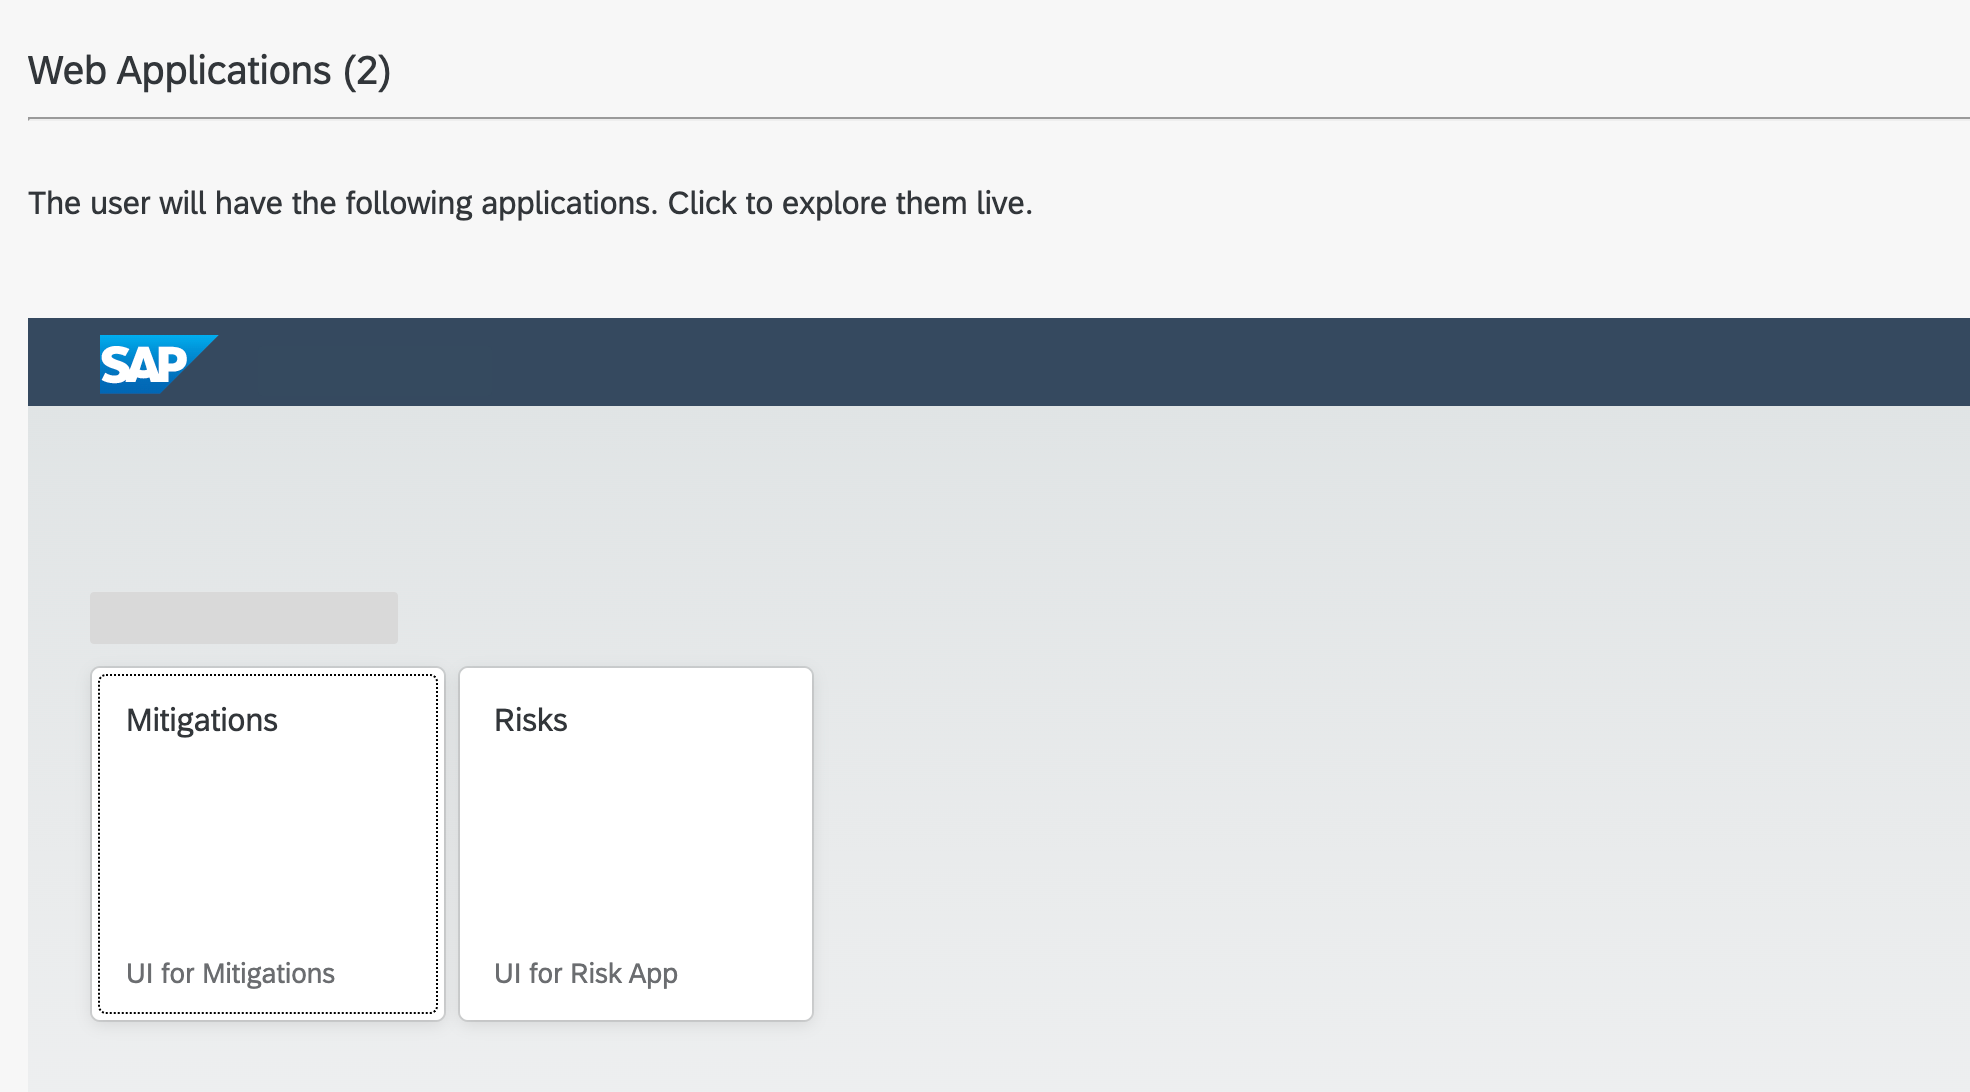 Web Applications (2)
The user will have the following applications. Click to explore them live.
SAP
Mitigations
UI for Mitigations
Risks
UI for Risk App